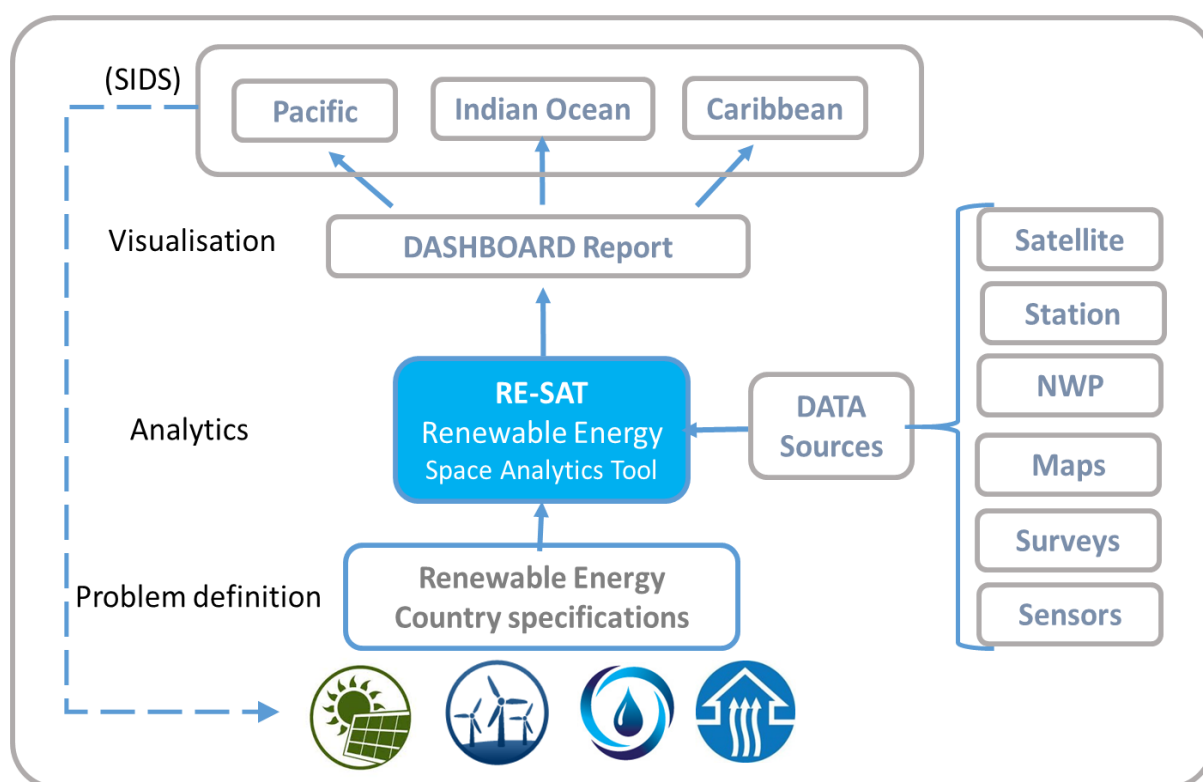 (SIDS)
Pacific
Indian Ocean
Caribbean
Visualisation
DASHBOARD Report
Satellite
Station
NWP
Maps
Surveys
Sensors
Analytics
RE-SAT
Renewable Energy
Space Analytics Tool
DATA
Sources
Problem definition
Renewable Energy
Country specifications